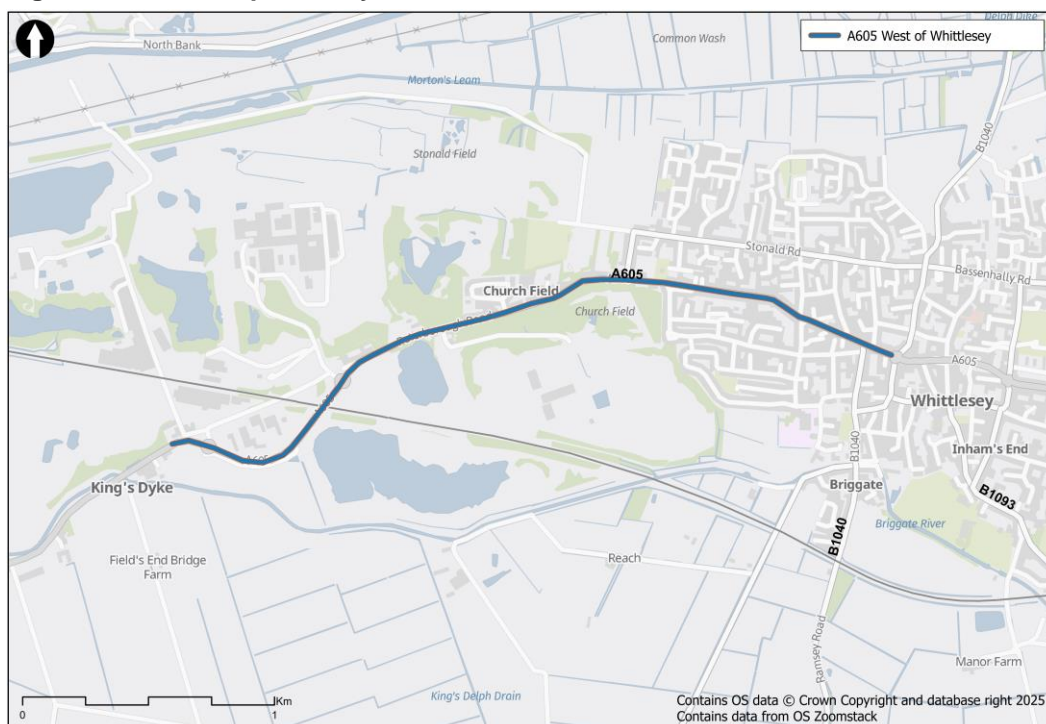 North Bank
Common Wash
Delph Dike
A605 West of Whittlesey
Morton's Leam
B1040
Stonald Field
Stonald Rd
Bassenhally Rd
A605
Church Field
Church Field
A605
Whittlesey
A605
B1040
Inham's End
King's Dyke
Briggate
B1093
Briggate River
B1040
Field's End Bridge
Farm
Reach
Ramsey Road
Manor Farm
King's Delph Drain
Km
0
1
Contains OS data © Crown Copyright and database right 2025
Contains data from OS Zoomstack